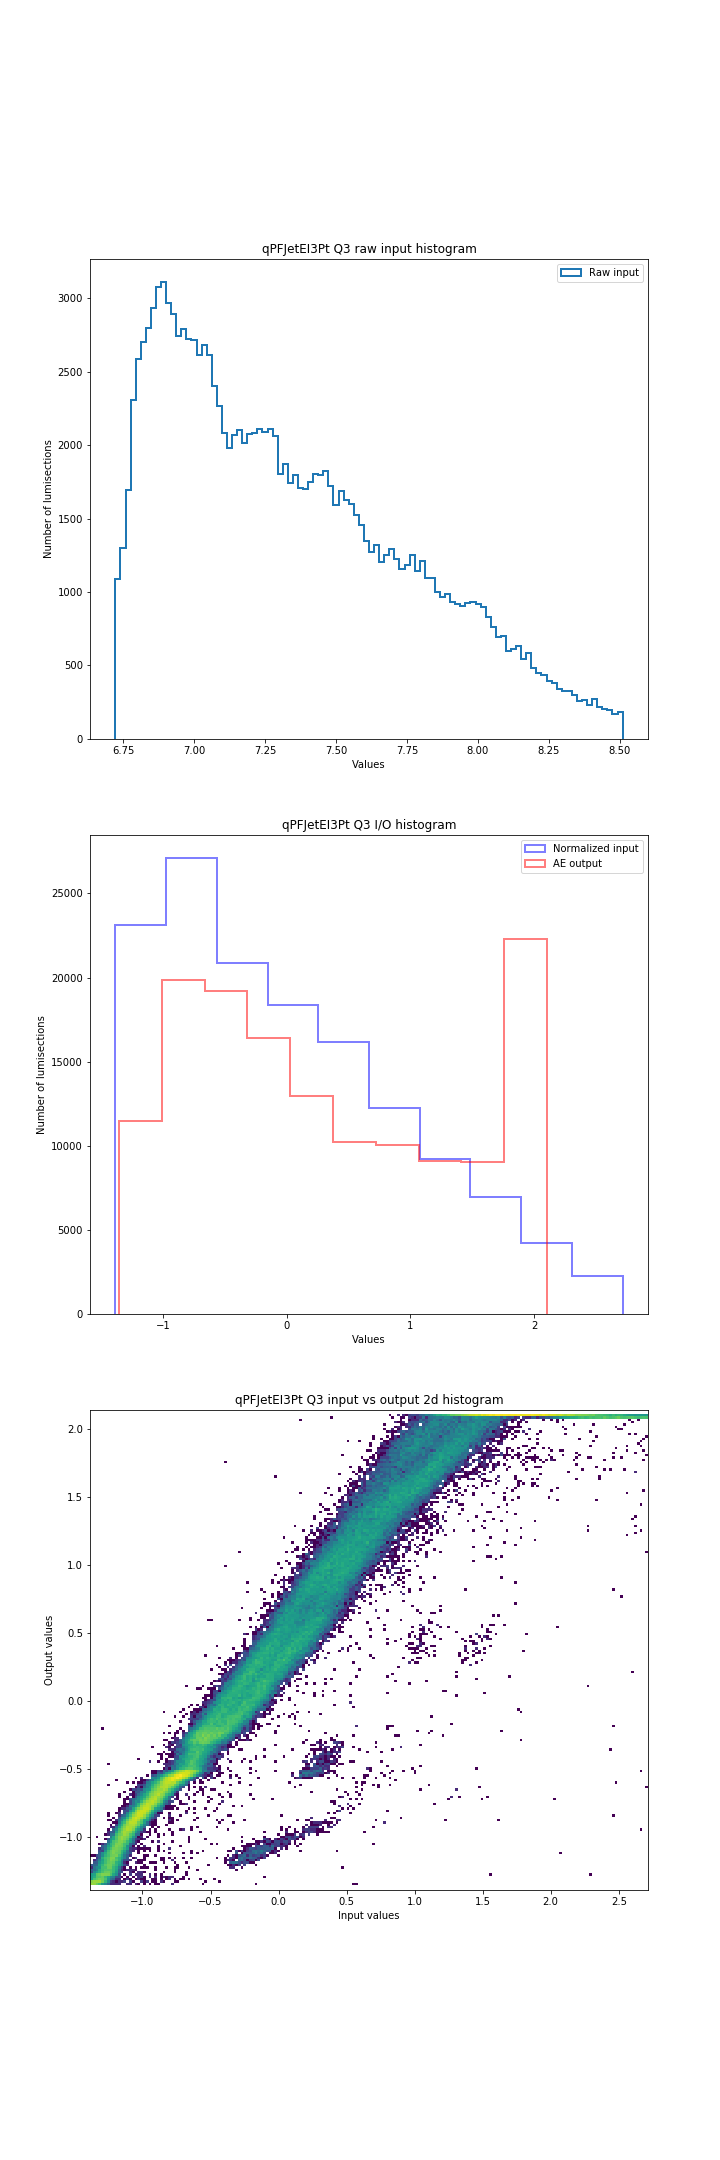 qPFJetEI3Pt Q3 raw input histogram
Raw input
3000
2500
2000
1500
1000
500
0
Number of lumisections
6.75 7.00 7.25 7.50 7.75 8.00 8.25 8.50
Values
qPFJetEI3Pt Q3 I/O histogram
Normalized input
AE output
25000
20000
15000
10000
5000
0
Number of lumisections
−1 0 1 2
Values
qPFJetEI3Pt Q3 input vs output 2d histogram
2.0
1.5
1.0
0.5
0.0
−0.5
−1.0
Output values
−1.0 −0.5 0.0 0.5 1.0 1.5 2.0 2.5
Input values